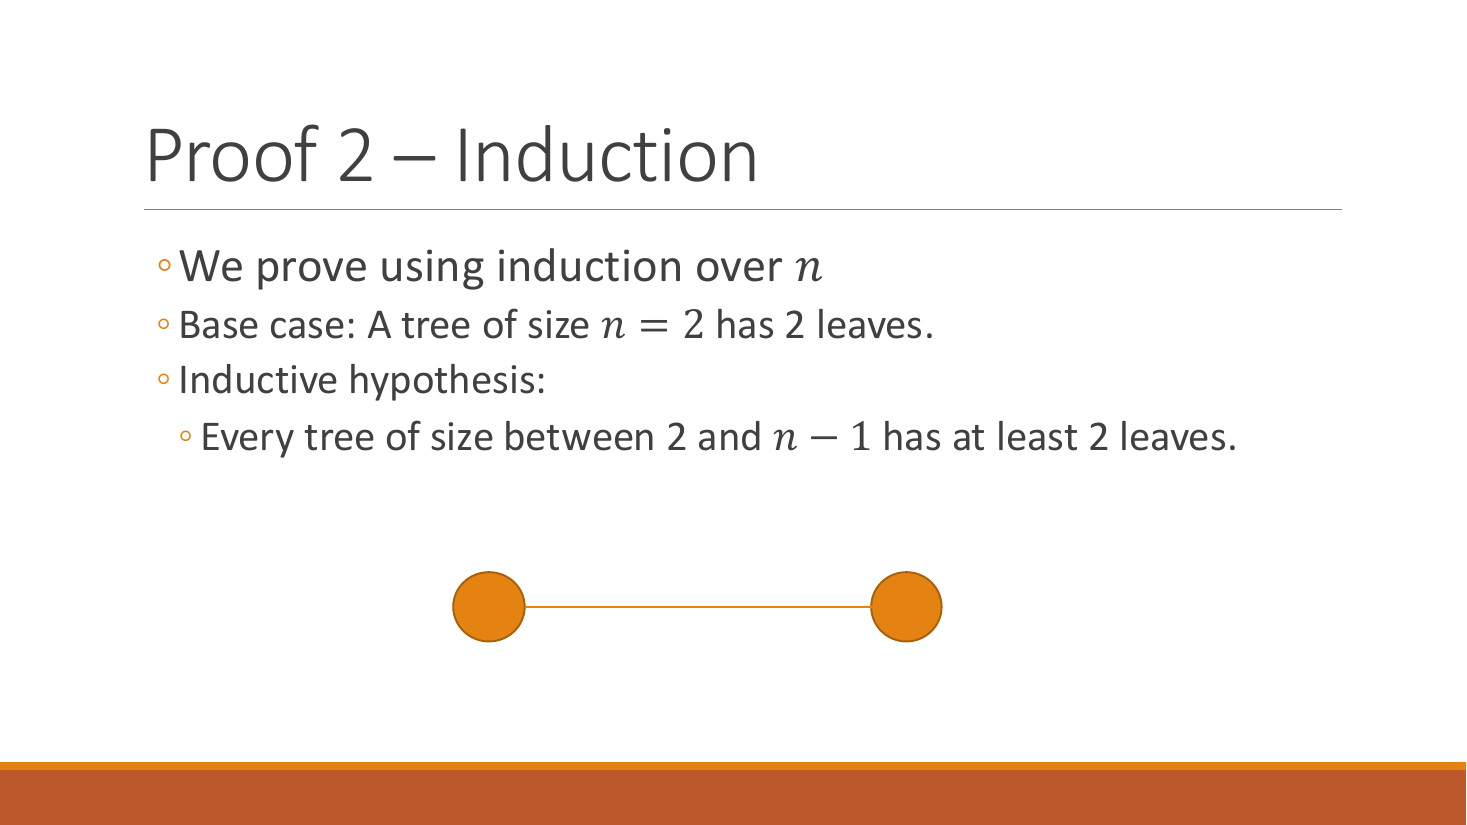 Proof 2 – Induction
◦We prove using induction over 𝑛
◦Base case: A tree of size 𝑛 = 2 has 2 leaves.
◦Inductive hypothesis:
◦Every tree of size between 2 and 𝑛 − 1 has at least 2 leaves.